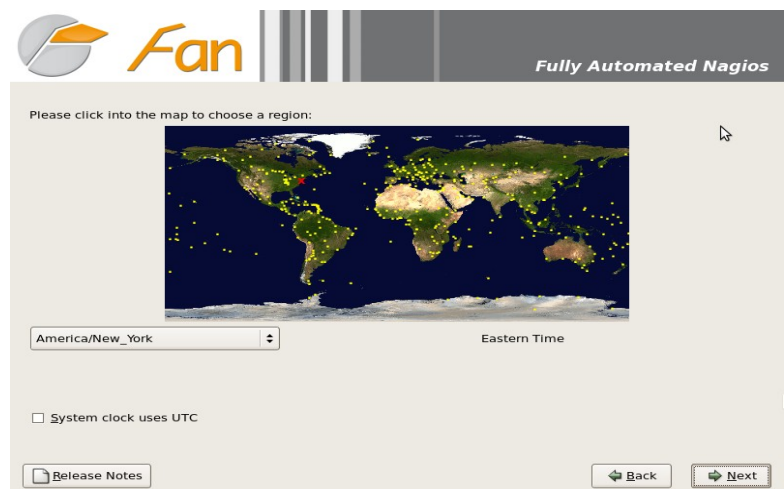 Fan
Fully Automated Nagios
Please click into the map to choose a region:
America/New_York
Eastern Time
System clock uses UTC
Release Notes
Back
Next